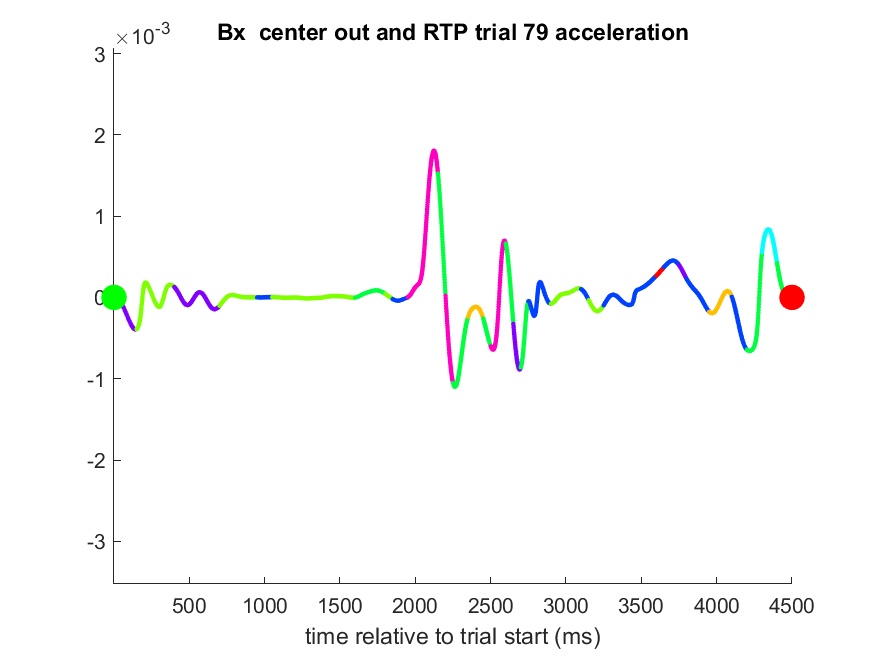 ×10-3
Bx center out and RTP trial 79 acceleration
3
2
1
0
-1
-2
-3
500 1000 1500 2000 2500 3000 3500 4000 4500
time relative to trial start (ms)